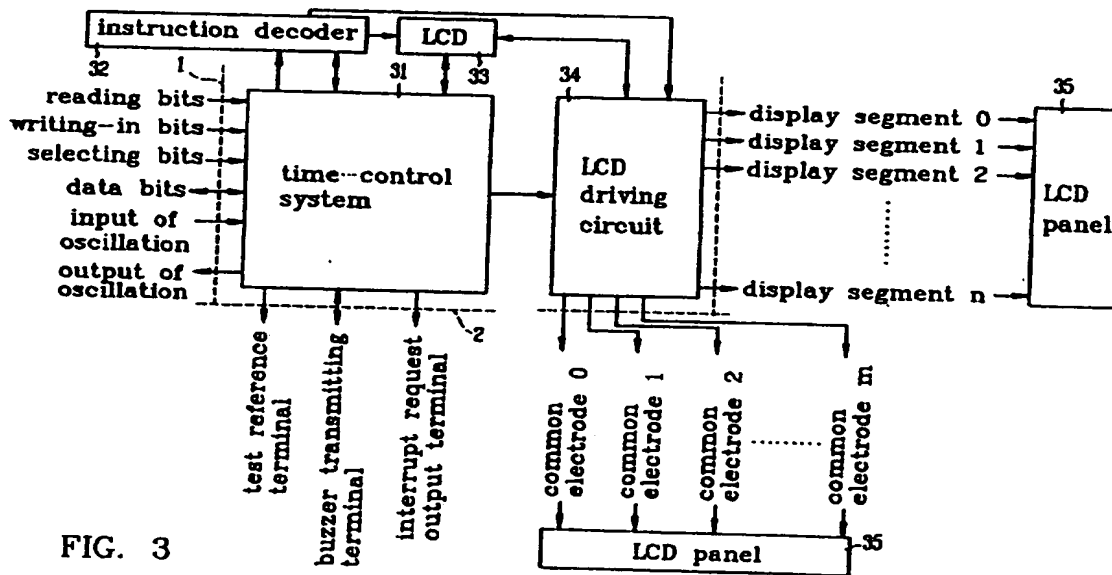 instruction decoder
LCD
32
1
31
33
34
35
reading bits
writing-in bits
selecting bits
data bits
input of
oscillation
output of
oscillation
time--control
system
LCD
driving
circuit
display segment 0
display segment 1
display segment 2
........
display segment n
LCD
panel
2
test reference
terminal
buzzer transmitting
terminal
interrupt request
output terminal
common
electrode 0
common
electrode 1
common
electrode 2
........
common
electrode m
LCD panel
35
FIG. 3